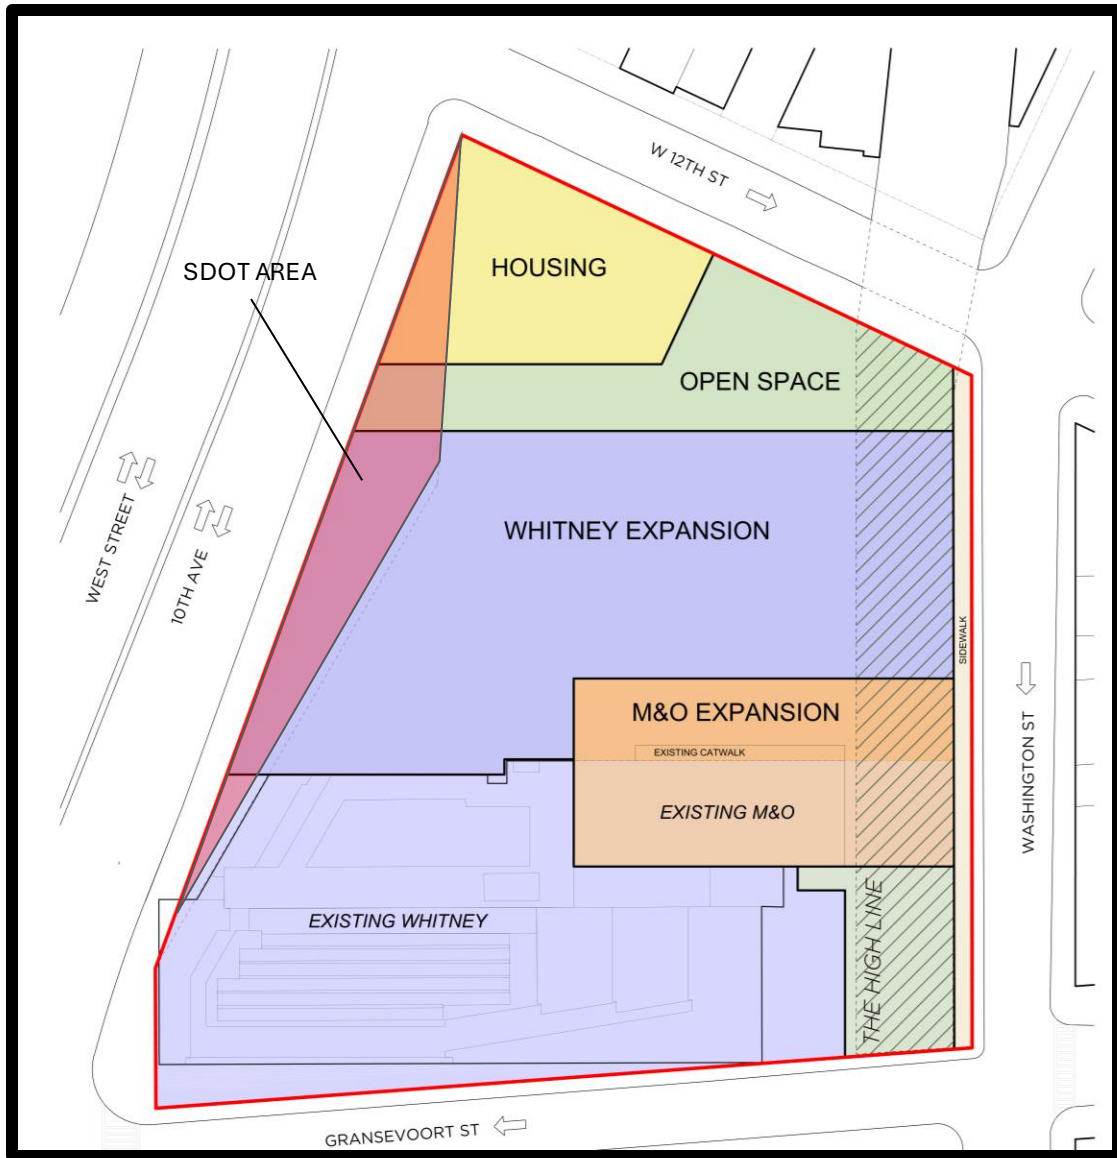 W 12TH ST
SDOT AREA
HOUSING
OPEN SPACE
WEST STREET
10TH AVE
WHITNEY EXPANSION
SIDEWALK
M&O EXPANSION
EXISTING CATWALK
EXISTING M&O
WASHINGTON ST
EXISTING WHITNEY
THE HIGH LINE
GRANSEVOORT ST